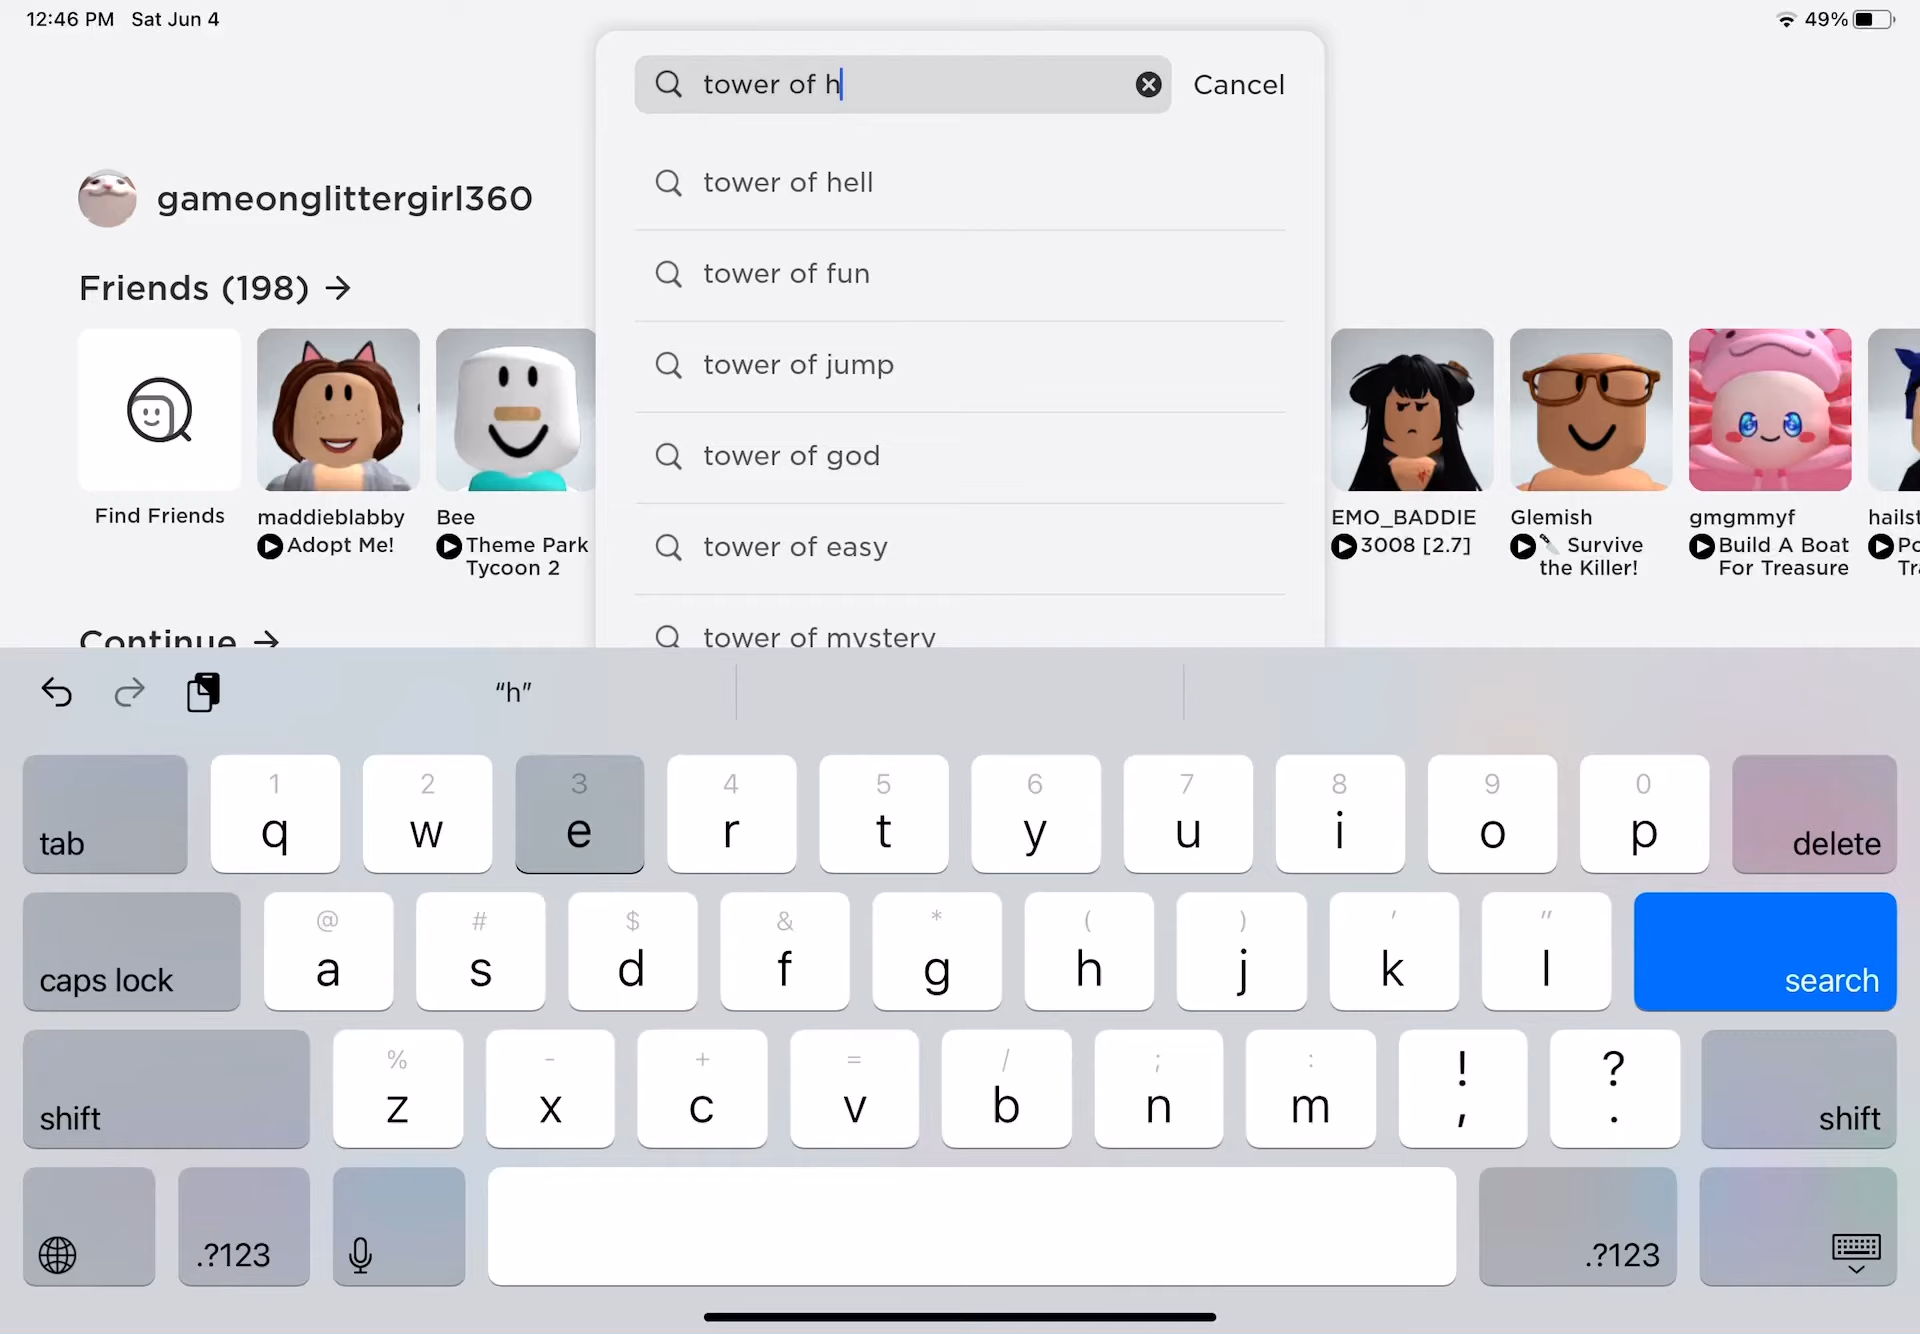 12:46 PM Sat Jun 4
49%
tower of h
Cancel
tower of hell
tower of fun
tower of jump
tower of god
tower of easy
tower of mystery
gameonglittergirl360
Friends (198) →
Find Friends
maddieblabby
Adopt Me!
Bee
Theme Park
Tycoon 2
EMO_BADDIE
3008 [2.7]
Glemish
Survive
the Killer!
gmgmmyf
Build A Boat
For Treasure
hailst
Po
Tra
Continue →
“h”
tab
1 2 3 4 5 6 7 8 9 0
q w e r t y u i o p
delete
caps lock
@ # $ & * ( ) ' "
a s d f g h j k l
search
shift
% - + = / ; : ! ?
z x c v b n m , .
shift
.?123
.?123